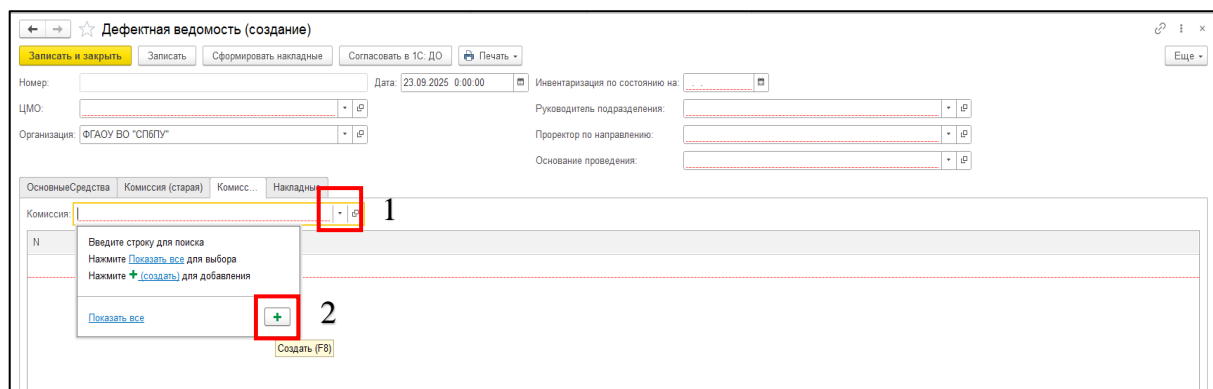 Дефектная ведомость (создание)
Записать и закрыть Записать Сформировать накладные Согласовать в 1С: ДО Печать Еще
Номер: Дата: 23.09.2025 0:00:00 Инвентаризация по состоянию на: . .
ЦМО: Руководитель подразделения:
Организация: ФГАОУ ВО "СПбПУ" Проректор по направлению:
Основание проведения:
ОсновныеСредства Комиссия (старая) Комисс... Накладные
Комиссия: 1
N
Введите строку для поиска
Нажмите Показать все для выбора
Нажмите + (создать) для добавления
Показать все + 2
Создать (F8)